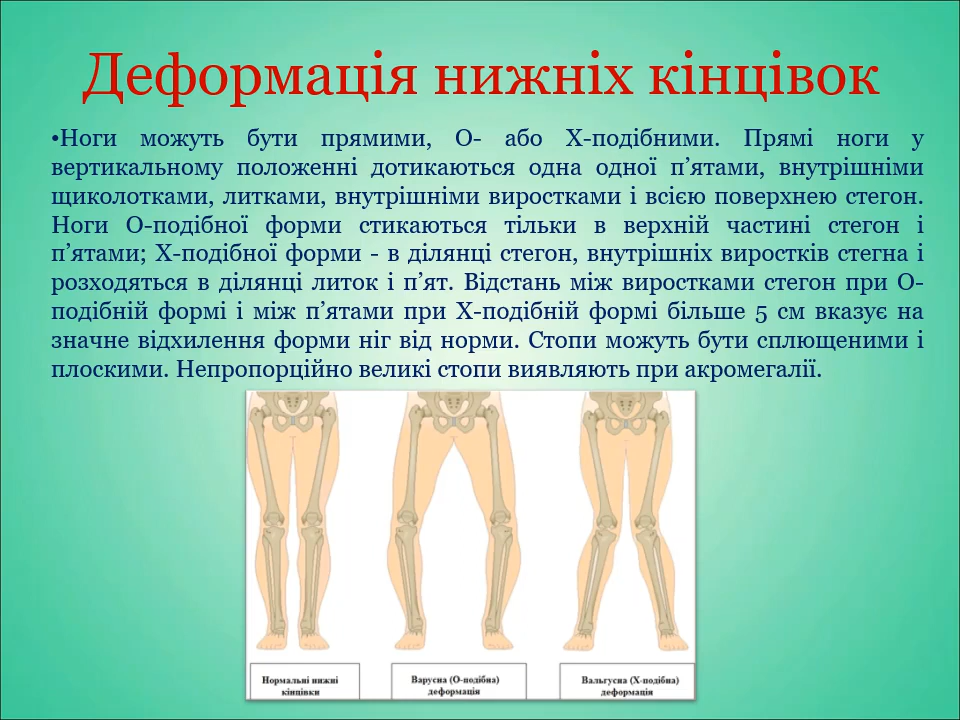 Деформація нижніх кінцівок
•Ноги можуть бути прямими, О- або Х-подібними. Прямі ноги у
вертикальному положенні дотикаються одна одної п’ятами, внутрішніми
щиколотками, литками, внутрішніми виростками і всією поверхнею стегон.
Ноги О-подібної форми стикаються тільки в верхній частині стегон і
п’ятами; Х-подібної форми - в ділянці стегон, внутрішніх виростків стегна і
розходяться в ділянці литок і п’ят. Відстань між виростками стегон при О-
подібній формі і між п’ятами при Х-подібній формі більше 5 см вказує на
значне відхилення форми ніг від норми. Стопи можуть бути сплющеними і
плоскими. Непропорційно великі стопи виявляють при акромегалії.
Нормальні нижні
кінцівки
Варусна (О-подібна)
деформація
Вальгусна (Х-подібна)
деформація